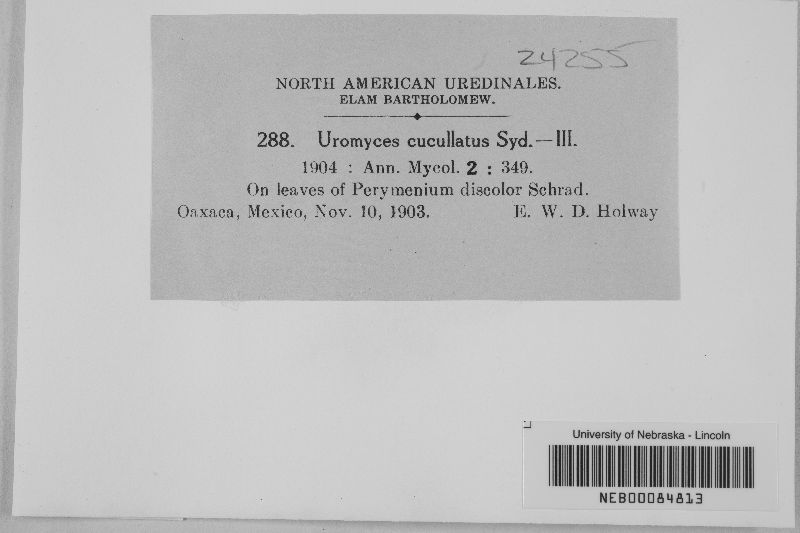 24255
NORTH AMERICAN UREDINALES.
ELAM BARTHOLOMEW.
288. Uromyces cucullatus Syd.—III.
1904 : Ann. Mycol. 2 : 349.
On leaves of Perymenium discolor Schrad.
Oaxaca, Mexico, Nov. 10, 1903. E. W. D. Holway
University of Nebraska - Lincoln
NEB00084813